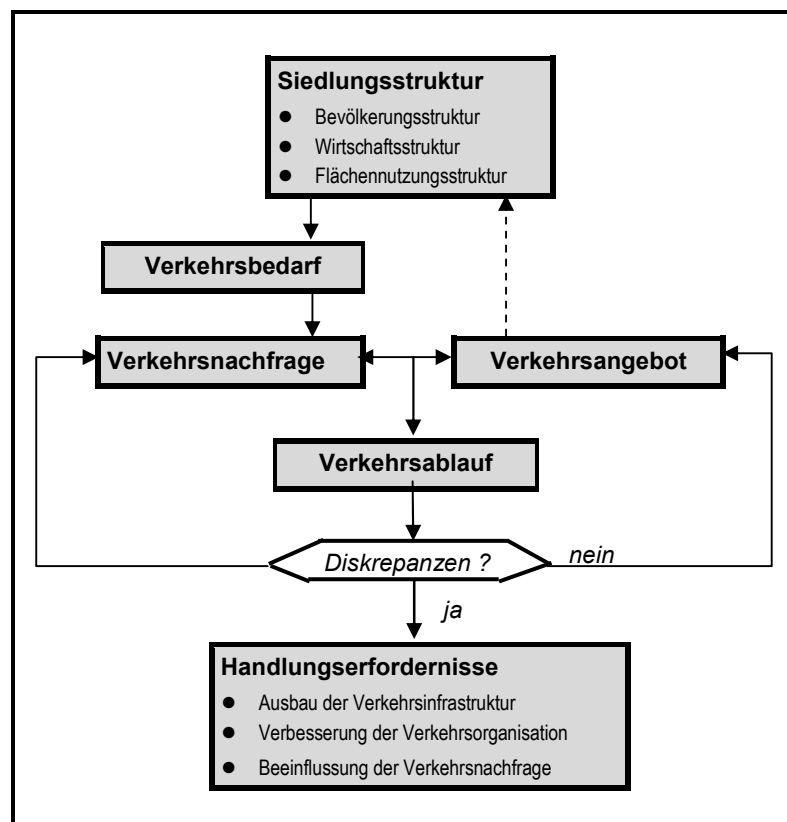 Siedlungsstruktur
● Bevölkerungsstruktur
● Wirtschaftsstruktur
● Flächennutzungsstruktur
Verkehrsbedarf
Verkehrsnachfrage
Verkehrsangebot
Verkehrsablauf
Diskrepanzen ?
nein
ja
Handlungserfordernisse
● Ausbau der Verkehrsinfrastruktur
● Verbesserung der Verkehrsorganisation
● Beeinflussung der Verkehrsnachfrage